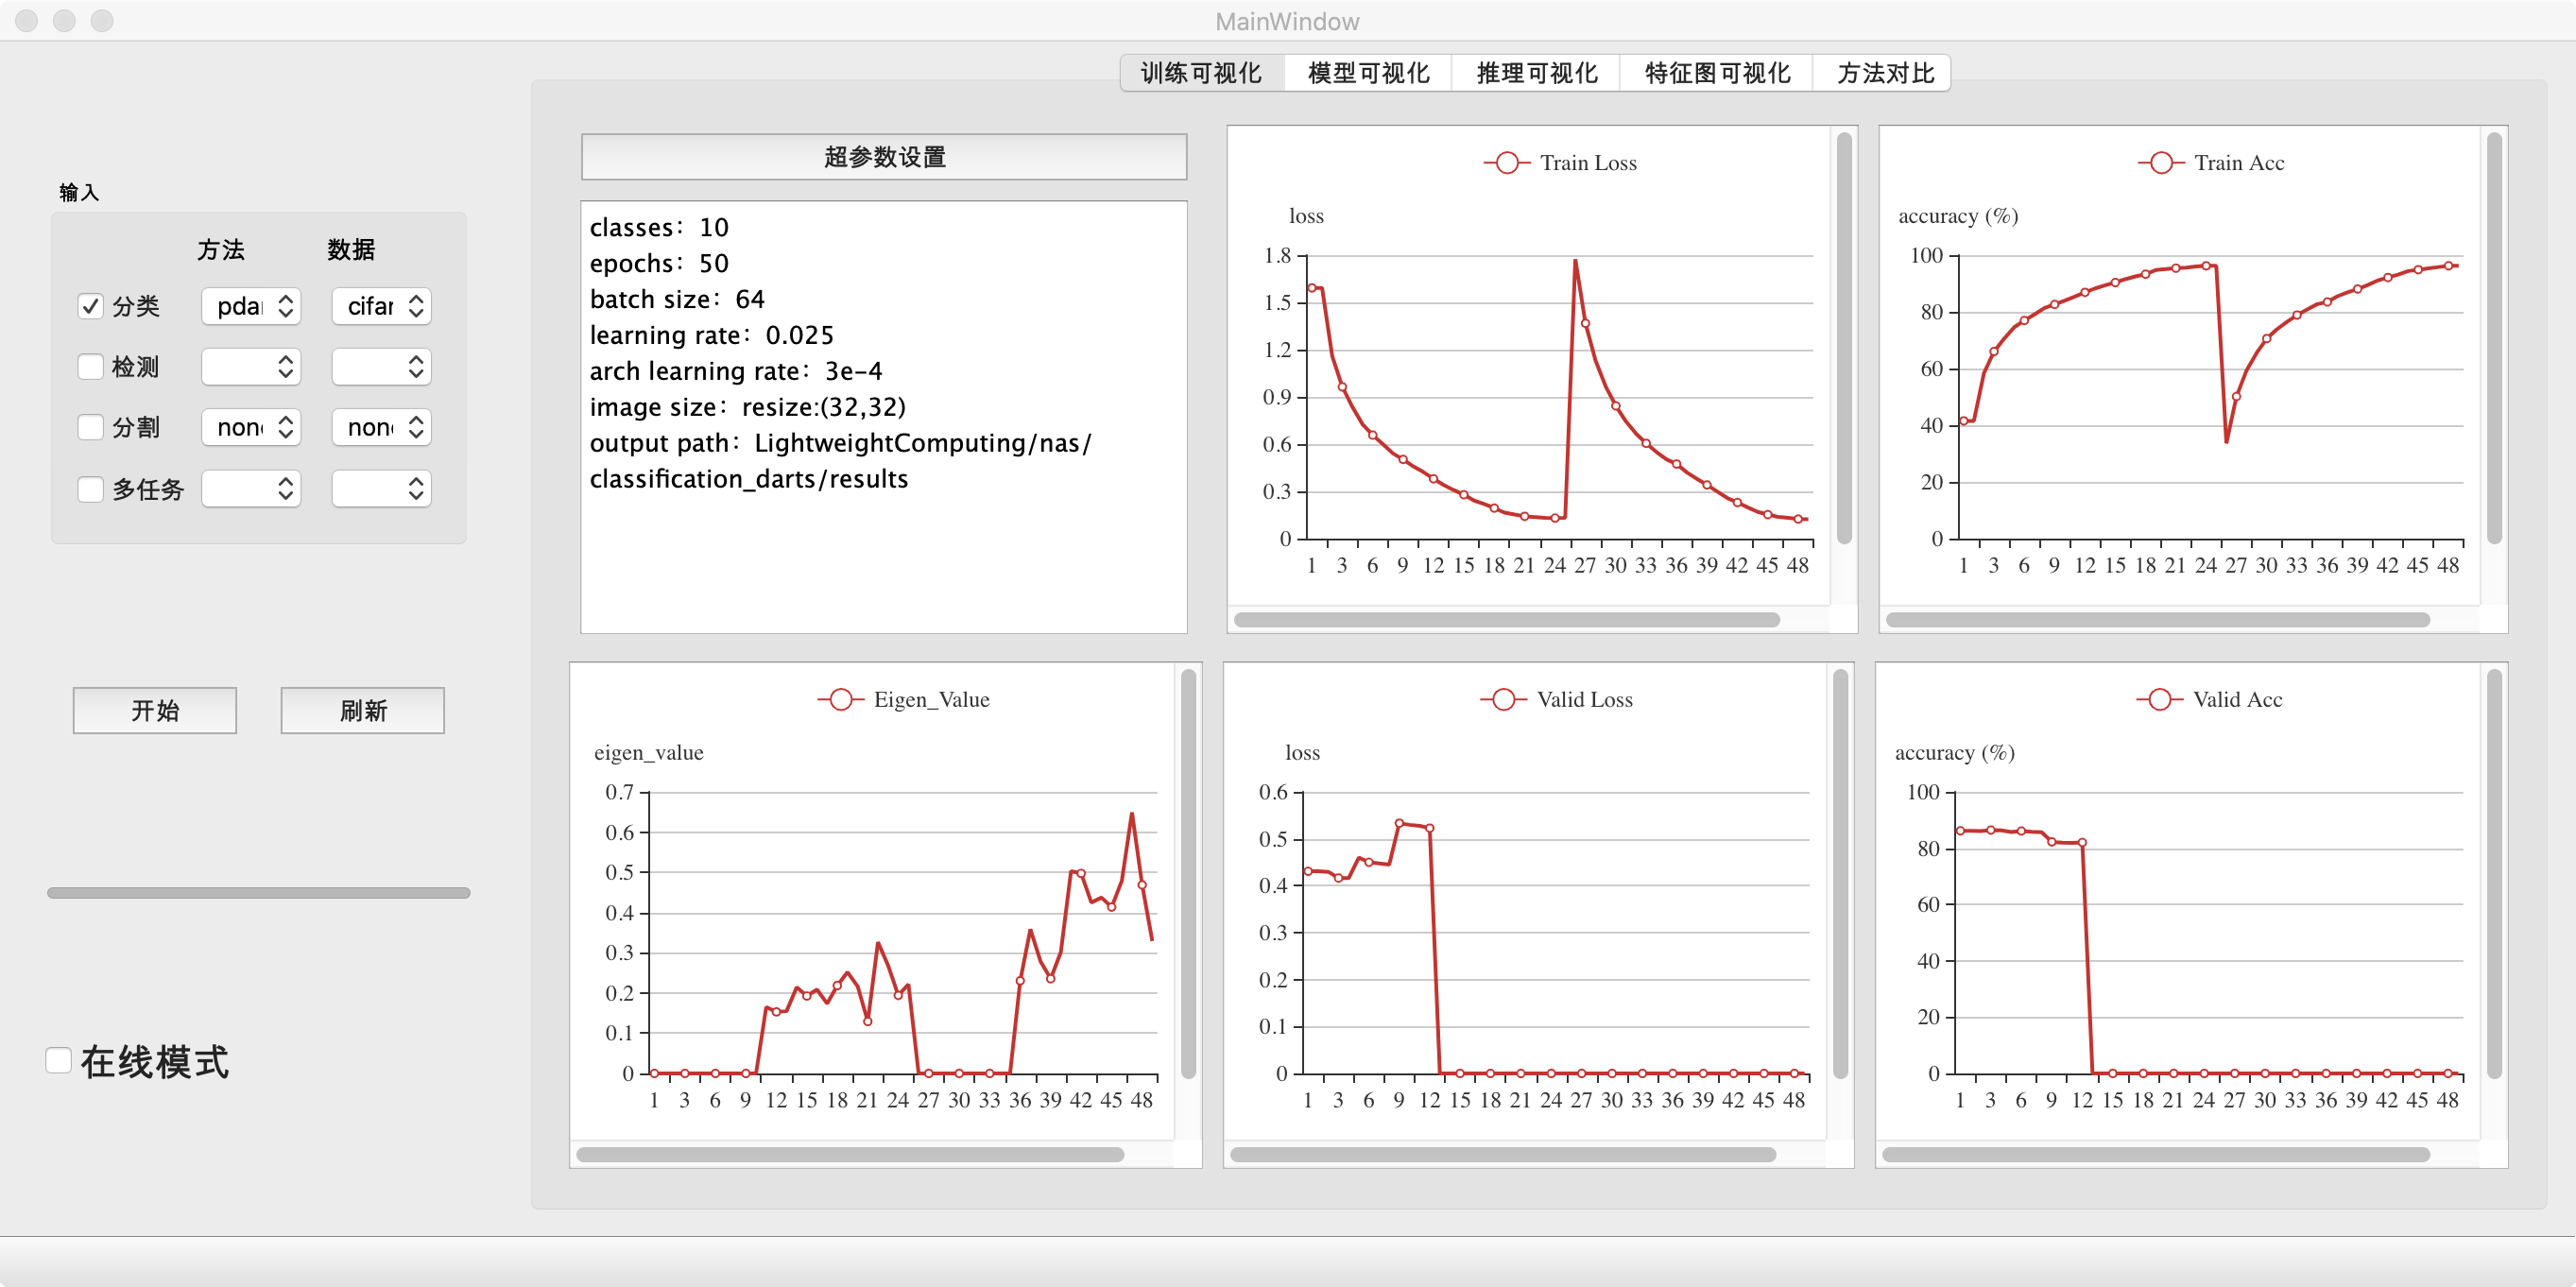 MainWindow
训练可视化 模型可视化 推理可视化 特征图可视化 方法对比
输入
方法 数据
分类 pda cifar
检测
分割 non non
多任务
开始 刷新
在线模式
超参数设置
classes：10
epochs：50
batch size：64
learning rate：0.025
arch learning rate：3e-4
image size：resize:(32,32)
output path：LightweightComputing/nas/
classification_darts/results
Train Loss
loss
1.8
1.5
1.2
0.9
0.6
0.3
0
1 3 6 9 12 15 18 21 24 27 30 33 36 39 42 45 48
Train Acc
accuracy (%)
100
80
60
40
20
0
1 3 6 9 12 15 18 21 24 27 30 33 36 39 42 45 48
Eigen_Value
eigen_value
0.7
0.6
0.5
0.4
0.3
0.2
0.1
0
1 3 6 9 12 15 18 21 24 27 30 33 36 39 42 45 48
Valid Loss
loss
0.6
0.5
0.4
0.3
0.2
0.1
0
1 3 6 9 12 15 18 21 24 27 30 33 36 39 42 45 48
Valid Acc
accuracy (%)
100
80
60
40
20
0
1 3 6 9 12 15 18 21 24 27 30 33 36 39 42 45 48